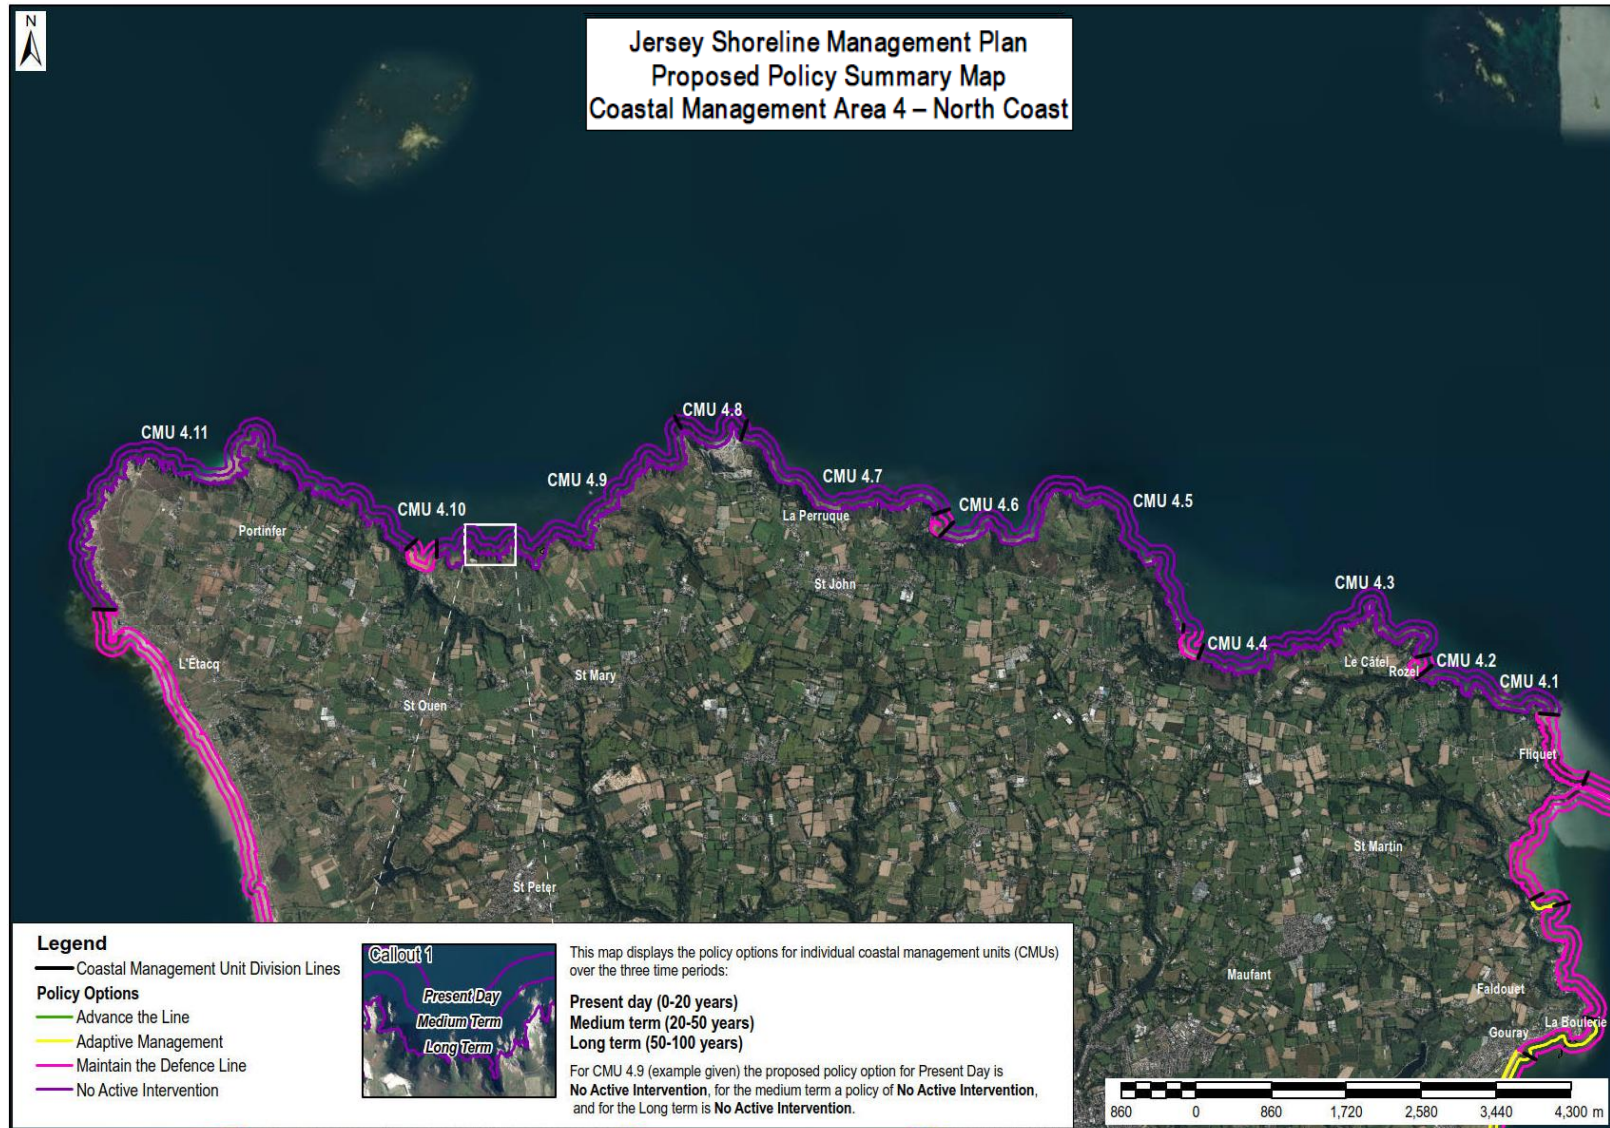 N
Jersey Shoreline Management Plan
Proposed Policy Summary Map
Coastal Management Area 4 – North Coast
CMU 4.8
CMU 4.11
CMU 4.9
CMU 4.7
CMU 4.5
CMU 4.10
CMU 4.6
La Perruque
Portinfer
St John
CMU 4.3
CMU 4.4
L'Étacq
Le Câtel
Rozel
CMU 4.2
CMU 4.1
St Mary
St Ouen
Fliquet
St Martin
St Peter
Maufant
Faldouet
La Boulerie
Gouray
Legend
Coastal Management Unit Division Lines
Policy Options
Advance the Line
Adaptive Management
Maintain the Defence Line
No Active Intervention
Callout 1
Present Day
Medium Term
Long Term
This map displays the policy options for individual coastal management units (CMUs)
over the three time periods:
Present day (0-20 years)
Medium term (20-50 years)
Long term (50-100 years)
For CMU 4.9 (example given) the proposed policy option for Present Day is
No Active Intervention, for the medium term a policy of No Active Intervention,
and for the Long term is No Active Intervention.
860 0 860 1,720 2,580 3,440 4,300 m